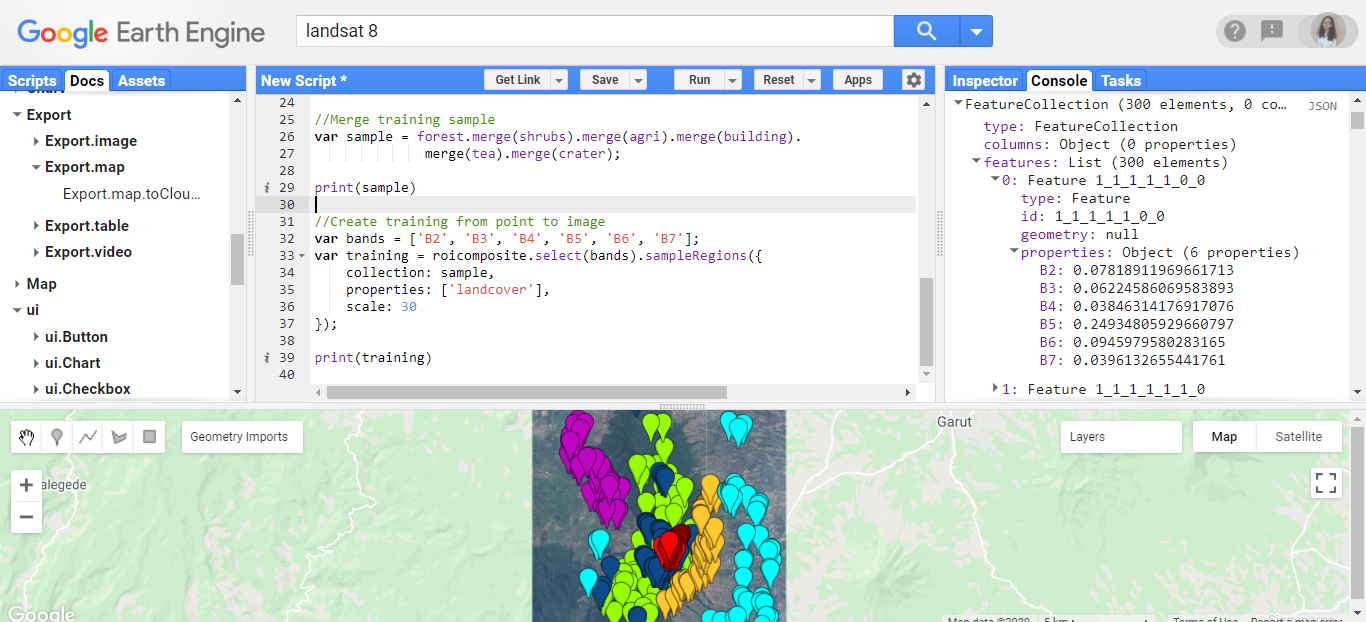 Google Earth Engine
landsat 8
Scripts Docs Assets
Export
Export.image
Export.map
Export.map.toClou...
Export.table
Export.video
Map
ui
ui.Button
ui.Chart
ui.Checkbox
New Script *
Get Link
Save
Run
Reset
Apps
24
25 //Merge training sample
26 var sample = forest.merge(shrubs).merge(agri).merge(building).
27 merge(tea).merge(crater);
28
i 29 print(sample)
30
31 //Create training from point to image
32 var bands = ['B2', 'B3', 'B4', 'B5', 'B6', 'B7'];
33 var training = roicomposite.select(bands).sampleRegions({
34 collection: sample,
35 properties: ['landcover'],
36 scale: 30
37 });
38
i 39 print(training)
40
Inspector Console Tasks
FeatureCollection (300 elements, 0 co... JSON
type: FeatureCollection
columns: Object (0 properties)
features: List (300 elements)
0: Feature 1_1_1_1_1_0_0
type: Feature
id: 1_1_1_1_1_0_0
geometry: null
properties: Object (6 properties)
B2: 0.07818911969661713
B3: 0.06224586069583893
B4: 0.03846314176917076
B5: 0.24934805929660797
B6: 0.0945979580283165
B7: 0.0396132655441761
1: Feature 1_1_1_1_1_1_0
Geometry Imports
alegede
Garut
Layers
Map
Satellite
Google
Map data ©2020
5 km
Terms of Use
Report a map error